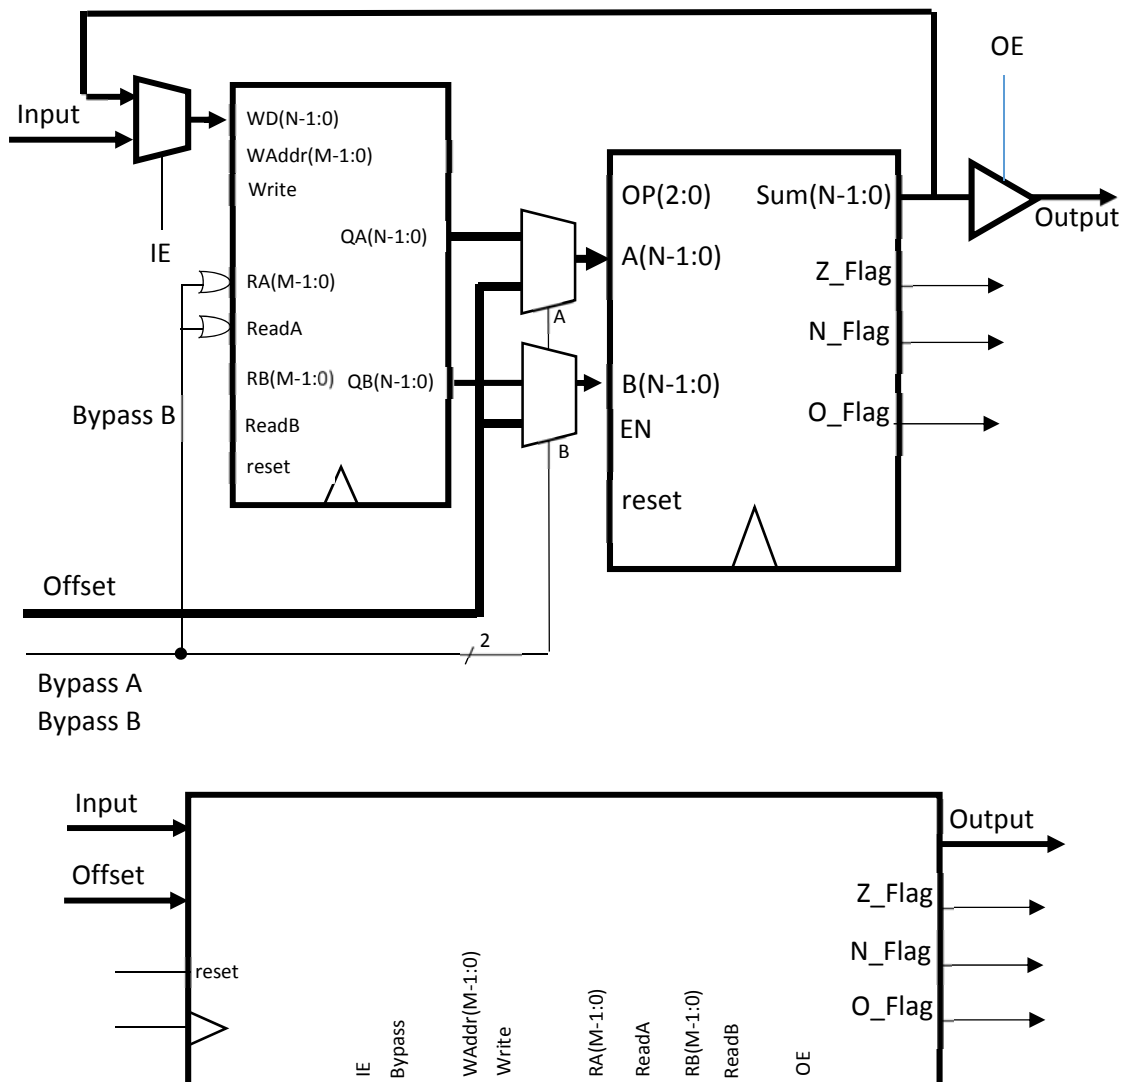 OE
Input
WD(N-1:0)
WAddr(M-1:0)
Write
OP(2:0)
Sum(N-1:0)
Output
QA(N-1:0)
IE
A(N-1:0)
Z_Flag
RA(M-1:0)
A
ReadA
N_Flag
RB(M-1:0)
QB(N-1:0)
B(N-1:0)
Bypass B
ReadB
EN
O_Flag
B
reset
reset
Offset
2
Bypass A
Bypass B
Input
Output
Offset
Z_Flag
N_Flag
reset
O_Flag
IE
Bypass
WAddr(M-1:0)
Write
RA(M-1:0)
ReadA
RB(M-1:0)
ReadB
OE